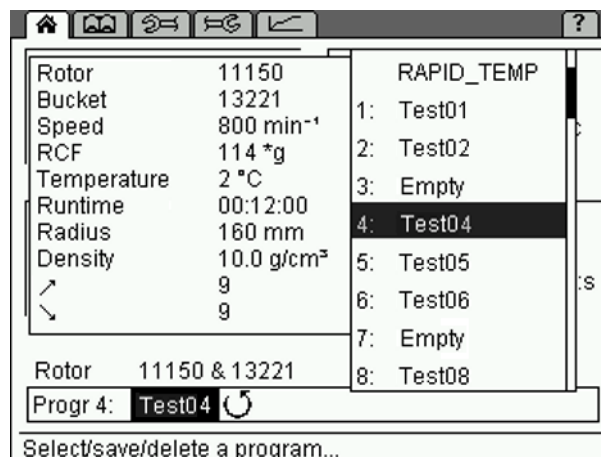 ?
Rotor 11150
Bucket 13221
Speed 800 min⁻¹
RCF 114 *g
Temperature 2 °C
Runtime 00:12:00
Radius 160 mm
Density 10.0 g/cm³
↗ 9
↘ 9
RAPID_TEMP
1: Test01
2: Test02
3: Empty
4: Test04
5: Test05
6: Test06
7: Empty
8: Test08
:s
Rotor 11150 & 13221
Progr 4: Test04
Select/save/delete a program...